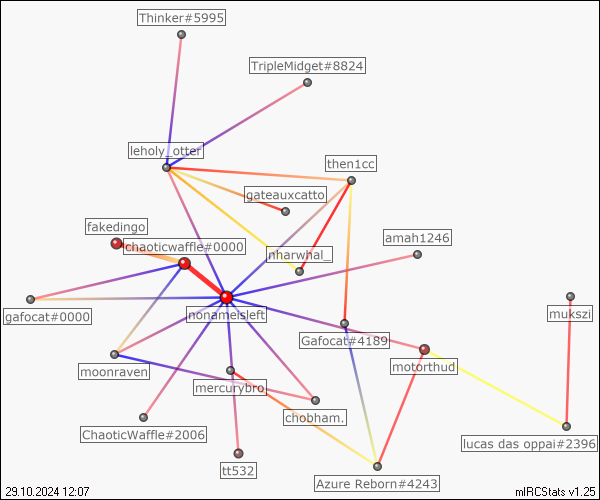 Thinker#5995
TripleMidget#8824
leholy_otter
then1cc
gateauxcatto
fakedingo
amah1246
chaoticwaffle#0000
nharwhal_
gafocat#0000
nonameisleft
mukszi
Gafocat#4189
motorthud
moonraven
mercurybro
chobham.
ChaoticWaffle#2006
lucas das oppai#2396
tt532
Azure Reborn#4243
29.10.2024 12:07
mIRCStats v1.25